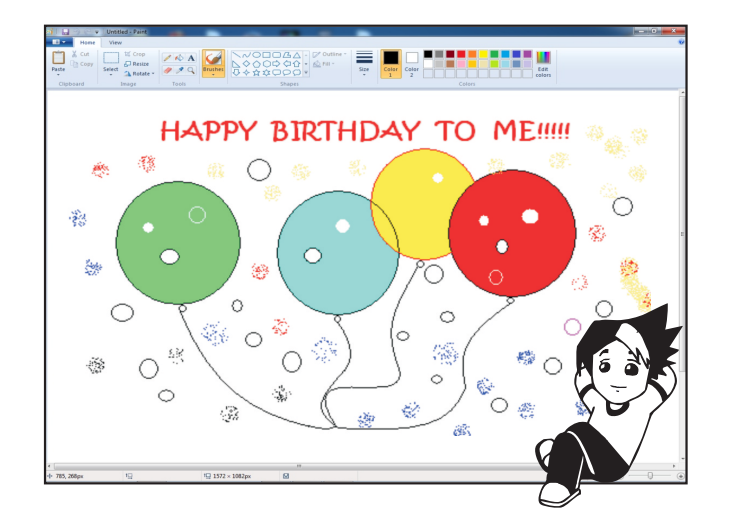 Untitled - Paint
Home View
Paste
Cut
Copy
Clipboard
Select
Crop
Resize
Rotate
Image
A
Tools
Brushes
Outline
Fill
Shapes
Size
Color 1
Color 2
Edit colors
Colors
HAPPY BIRTHDAY TO ME!!!!!
785, 268px
1572 × 1082px